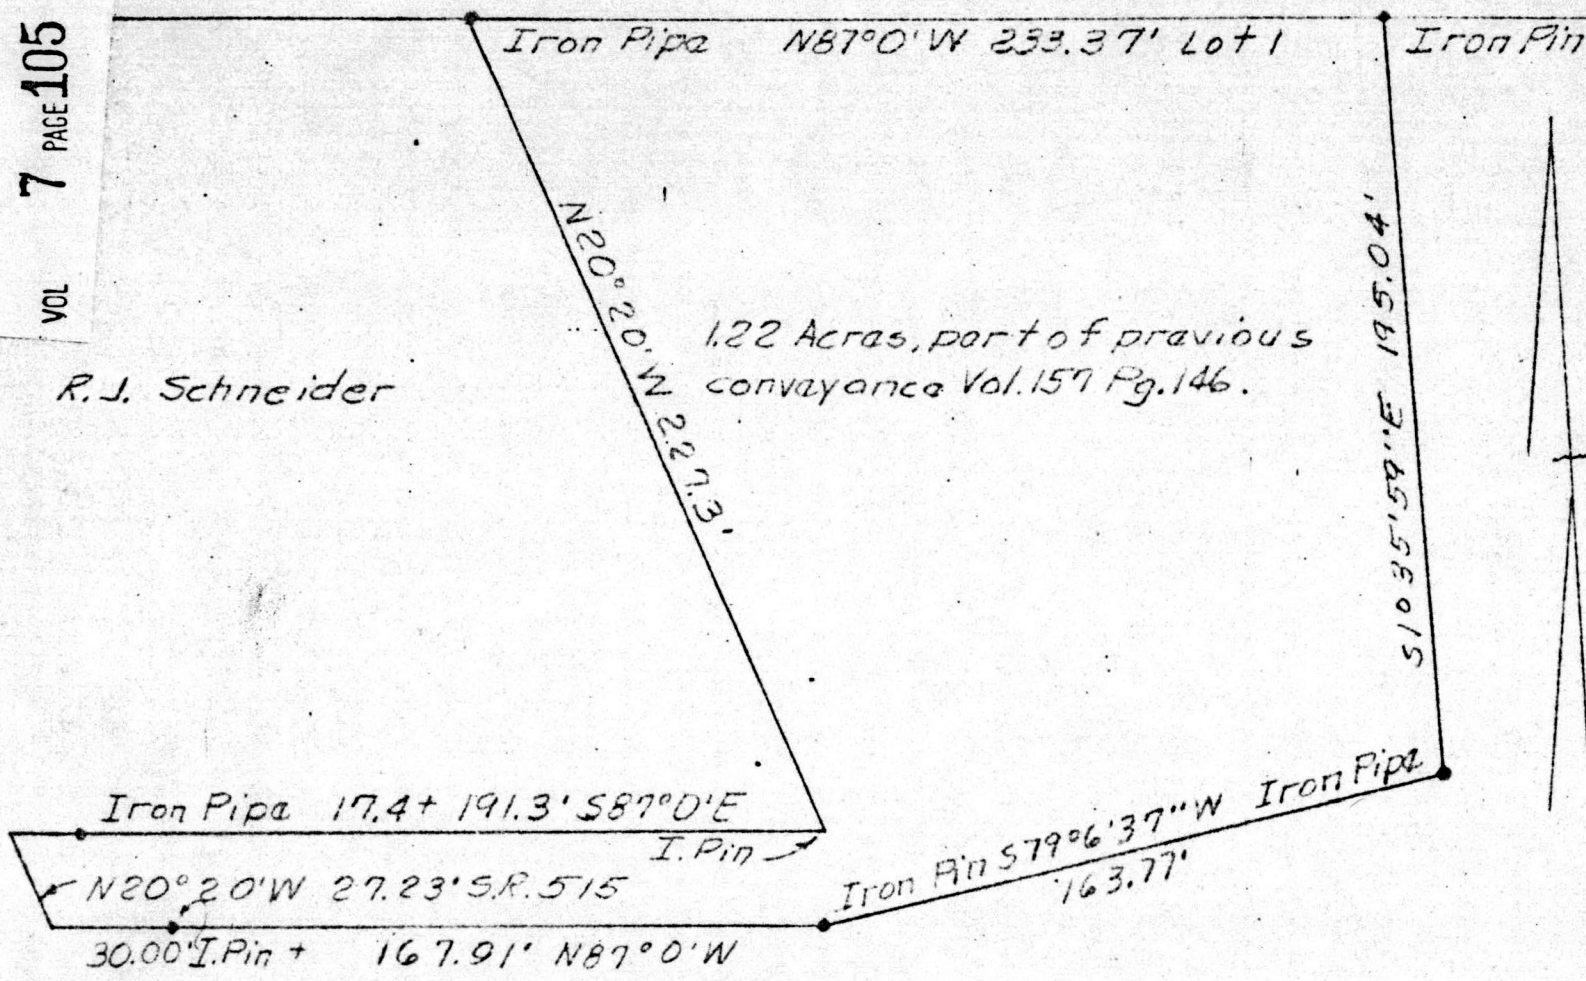 VOL 7 PAGE 105
Iron Pipe N87°0'W 233.37' Lot 1 Iron Pin
N20°20'W 227.3'
S1°35'59"E 195.04'
1.22 Acres, part of previous
conveyance Vol. 157 Pg. 146.
R.J. Schneider
Iron Pipe 17.4 + 191.3' S87°0'E
I. Pin
Iron Pin S79°6'37"W Iron Pipe
163.77'
N20°20'W 27.23' S.R. 515
30.00' I. Pin + 167.91' N87°0'W